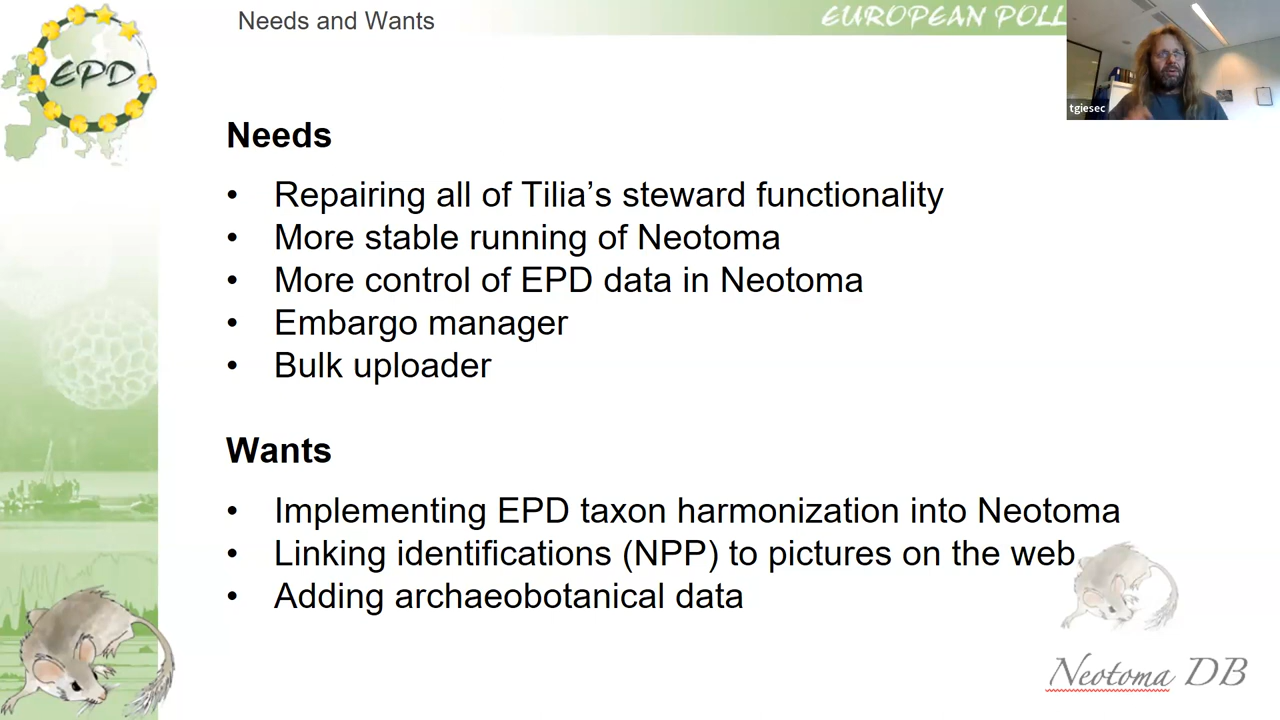 Needs and Wants
EUROPEAN POLL
EPD
tgiesec
Needs
• Repairing all of Tilia’s steward functionality
• More stable running of Neotoma
• More control of EPD data in Neotoma
• Embargo manager
• Bulk uploader
Wants
• Implementing EPD taxon harmonization into Neotoma
• Linking identifications (NPP) to pictures on the web
• Adding archaeobotanical data
Neotoma DB